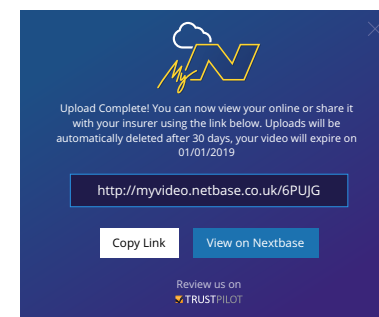 My N
Upload Complete! You can now view your online or share it
with your insurer using the link below. Uploads will be
automatically deleted after 30 days, your video will expire on
01/01/2019
http://myvideo.netbase.co.uk/6PUJG
Copy Link
View on Nextbase
Review us on
TRUSTPILOT